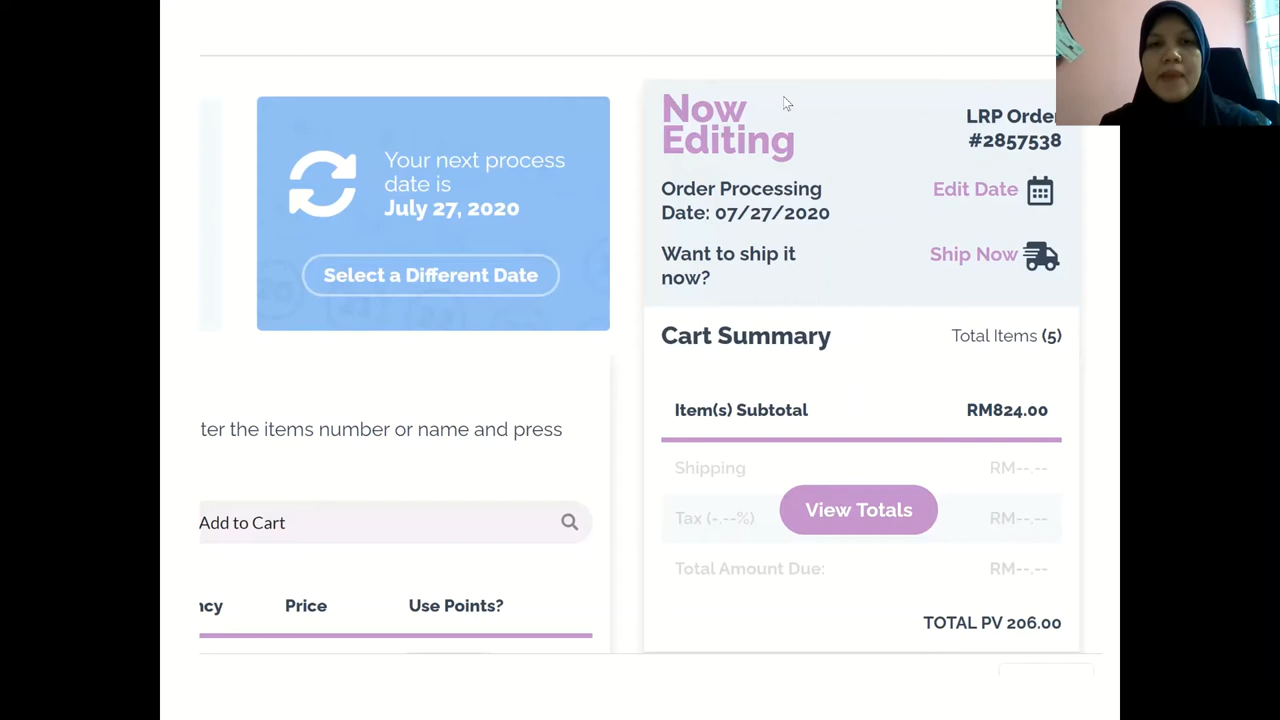 Your next process
date is
July 27, 2020
Select a Different Date
ter the items number or name and press
Add to Cart
ncy Price Use Points?
Now
Editing
LRP Order
#2857538
Order Processing
Date: 07/27/2020
Edit Date
Want to ship it
now?
Ship Now
Cart Summary
Total Items (5)
Item(s) Subtotal RM824.00
Shipping RM--.--
Tax (-.--%) RM--.--
View Totals
Total Amount Due: RM--.--
TOTAL PV 206.00